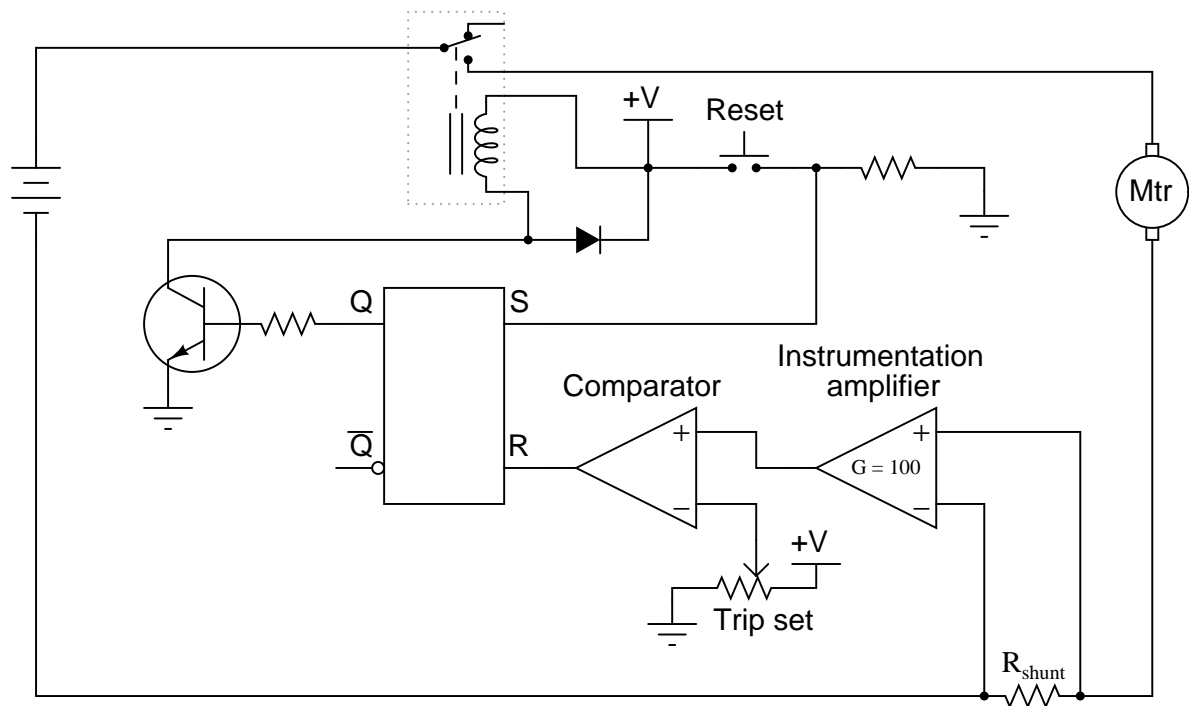 +V
Reset
Mtr
Q
S
Instrumentation
amplifier
Comparator
Q̅
R
+
−
+
−
G = 100
+V
Trip set
Rshunt